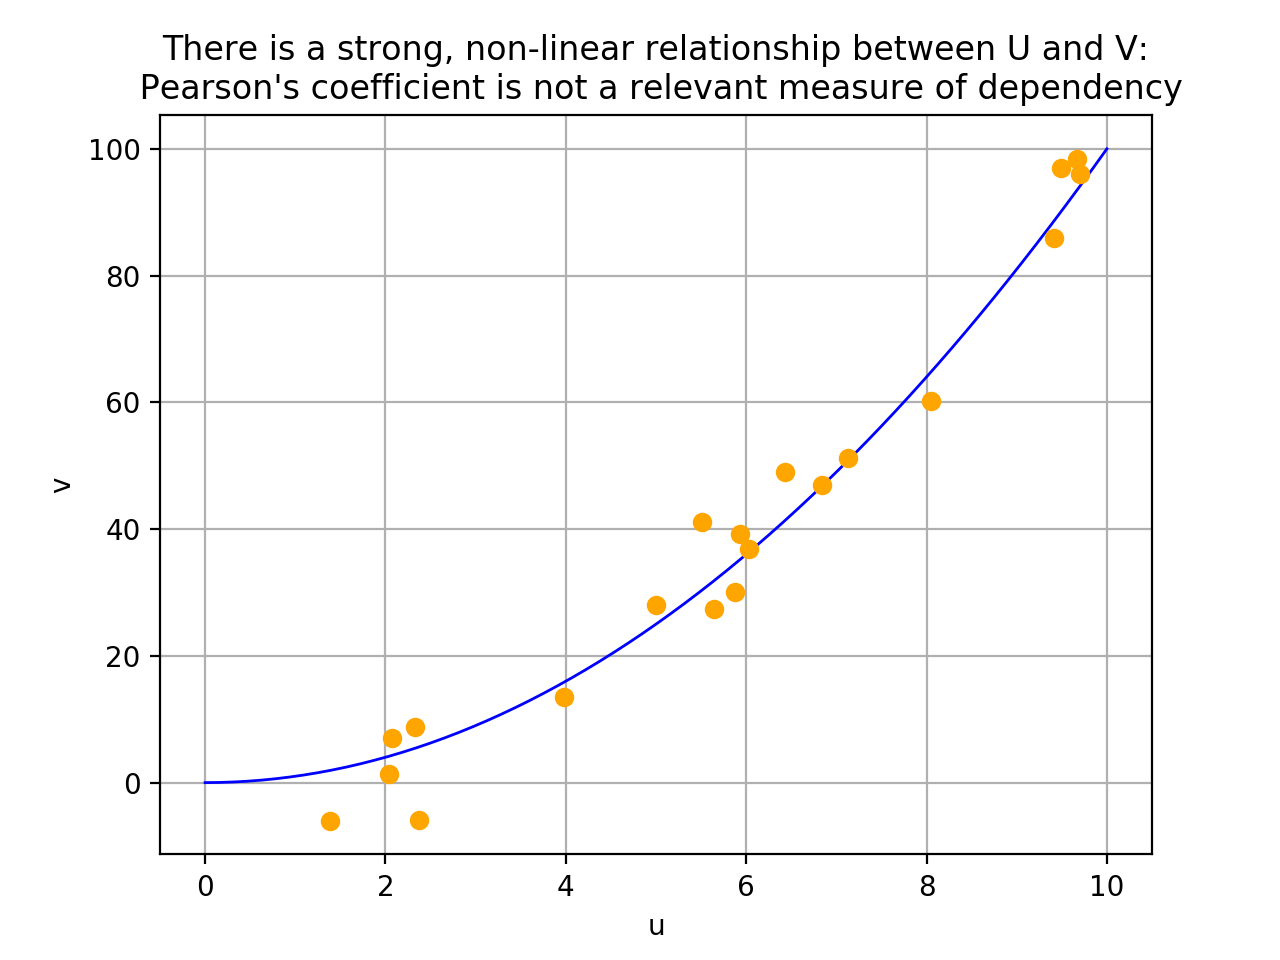 There is a strong, non-linear relationship between U and V:
Pearson's coefficient is not a relevant measure of dependency
100
80
60
40
20
0
v
0 2 4 6 8 10
u